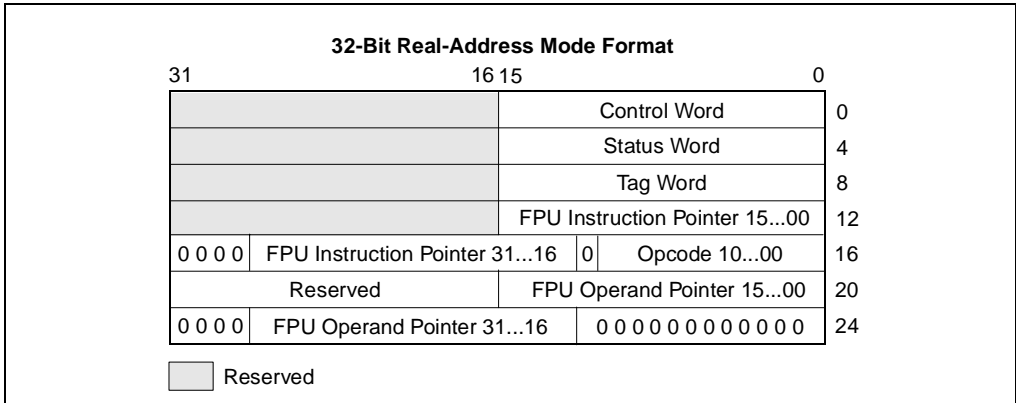 32-Bit Real-Address Mode Format
31 16 15 0
Control Word 0
Status Word 4
Tag Word 8
FPU Instruction Pointer 15...00 12
0 0 0 0 FPU Instruction Pointer 31...16 0 Opcode 10...00 16
Reserved FPU Operand Pointer 15...00 20
0 0 0 0 FPU Operand Pointer 31...16 0 0 0 0 0 0 0 0 0 0 0 0 24
Reserved